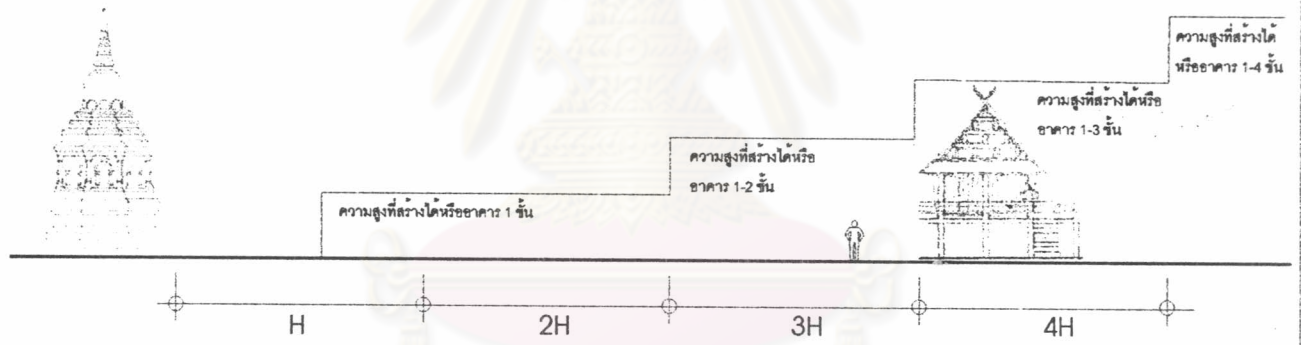 ความสูงที่สร้างได้
หรืออาคาร 1-4 ชั้น
ความสูงที่สร้างได้หรือ
อาคาร 1-3 ชั้น
ความสูงที่สร้างได้หรือ
อาคาร 1-2 ชั้น
ความสูงที่สร้างได้หรืออาคาร 1 ชั้น
H
2H
3H
4H